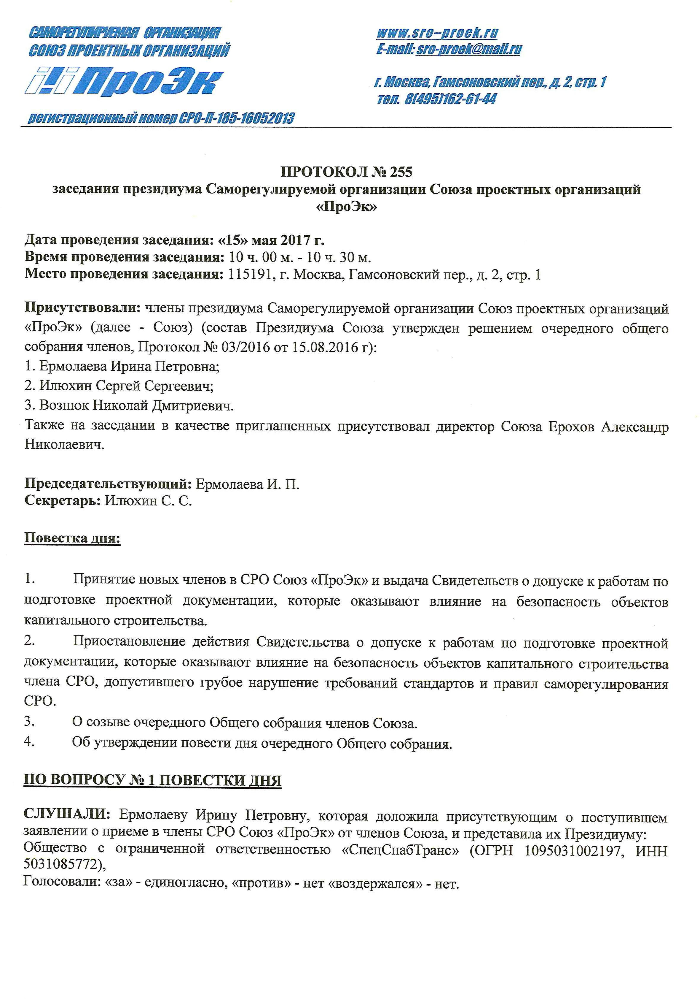 САМОРЕГУЛИРУЕМАЯ ОРГАНИЗАЦИЯ
СОЮЗ ПРОЕКТНЫХ ОРГАНИЗАЦИЙ
ПроЭк
регистрационный номер СРО-П-185-16052013
www.sro-proek.ru
E-mail: sro-proek@mail.ru
г. Москва, Гамсоновский пер., д. 2, стр. 1
тел. 8(495)162-61-44
ПРОТОКОЛ № 255
заседания президиума Саморегулируемой организации Союза проектных организаций
«ПроЭк»
Дата проведения заседания: «15» мая 2017 г.
Время проведения заседания: 10 ч. 00 м. - 10 ч. 30 м.
Место проведения заседания: 115191, г. Москва, Гамсоновский пер., д. 2, стр. 1
Присутствовали: члены президиума Саморегулируемой организации Союз проектных организаций
«ПроЭк» (далее - Союз) (состав Президиума Союза утвержден решением очередного общего
собрания членов, Протокол № 03/2016 от 15.08.2016 г):
1. Ермолаева Ирина Петровна;
2. Илюхин Сергей Сергеевич;
3. Вознюк Николай Дмитриевич.
Также на заседании в качестве приглашенных присутствовал директор Союза Ерохов Александр
Николаевич.
Председательствующий: Ермолаева И. П.
Секретарь: Илюхин С. С.
Повестка дня:
1. Принятие новых членов в СРО Союз «ПроЭк» и выдача Свидетельств о допуске к работам по
подготовке проектной документации, которые оказывают влияние на безопасность объектов
капитального строительства.
2. Приостановление действия Свидетельства о допуске к работам по подготовке проектной
документации, которые оказывают влияние на безопасность объектов капитального строительства
члена СРО, допустившего грубое нарушение требований стандартов и правил саморегулирования
СРО.
3. О созыве очередного Общего собрания членов Союза.
4. Об утверждении повести дня очередного Общего собрания.
ПО ВОПРОСУ № 1 ПОВЕСТКИ ДНЯ
СЛУШАЛИ: Ермолаеву Ирину Петровну, которая доложила присутствующим о поступившем
заявлении о приеме в члены СРО Союз «ПроЭк» от членов Союза, и представила их Президиуму:
Общество с ограниченной ответственностью «СпецСнабТранс» (ОГРН 1095031002197, ИНН
5031085772),
Голосовали: «за» - единогласно, «против» - нет «воздержался» - нет.